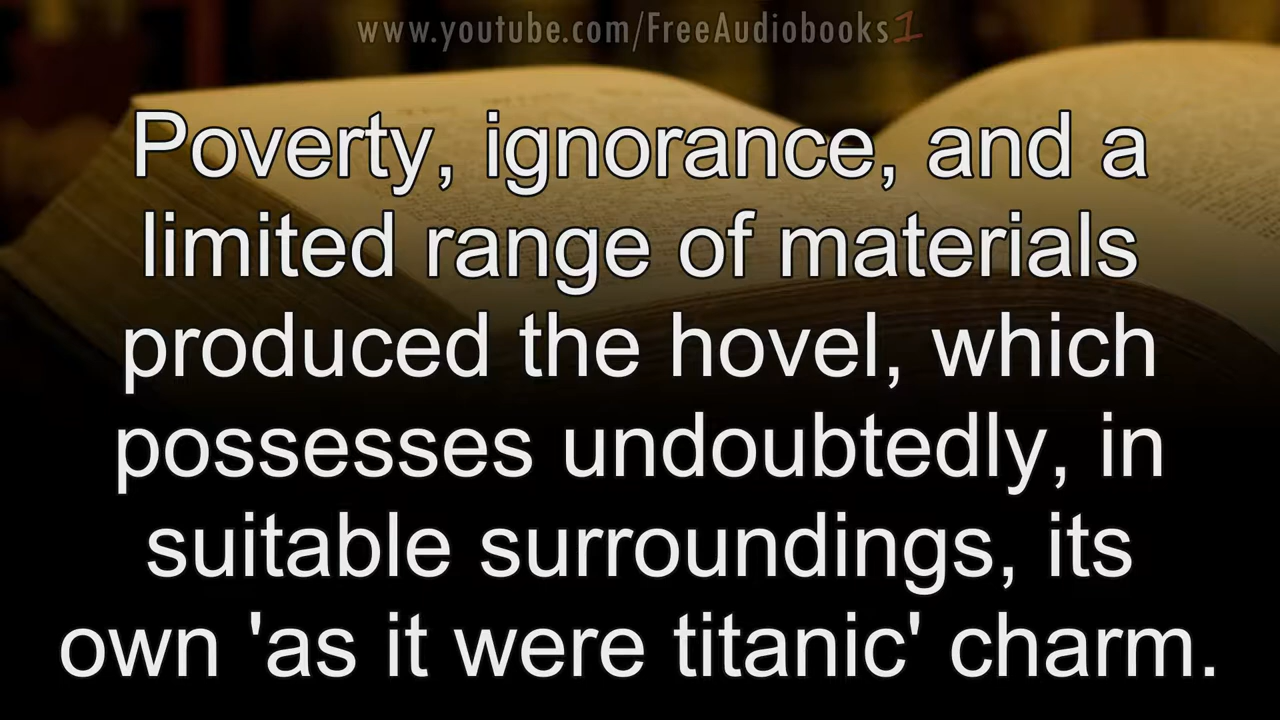 www.youtube.com/FreeAudiobooks1
Poverty, ignorance, and a
limited range of materials
produced the hovel, which
possesses undoubtedly, in
suitable surroundings, its
own 'as it were titanic' charm.